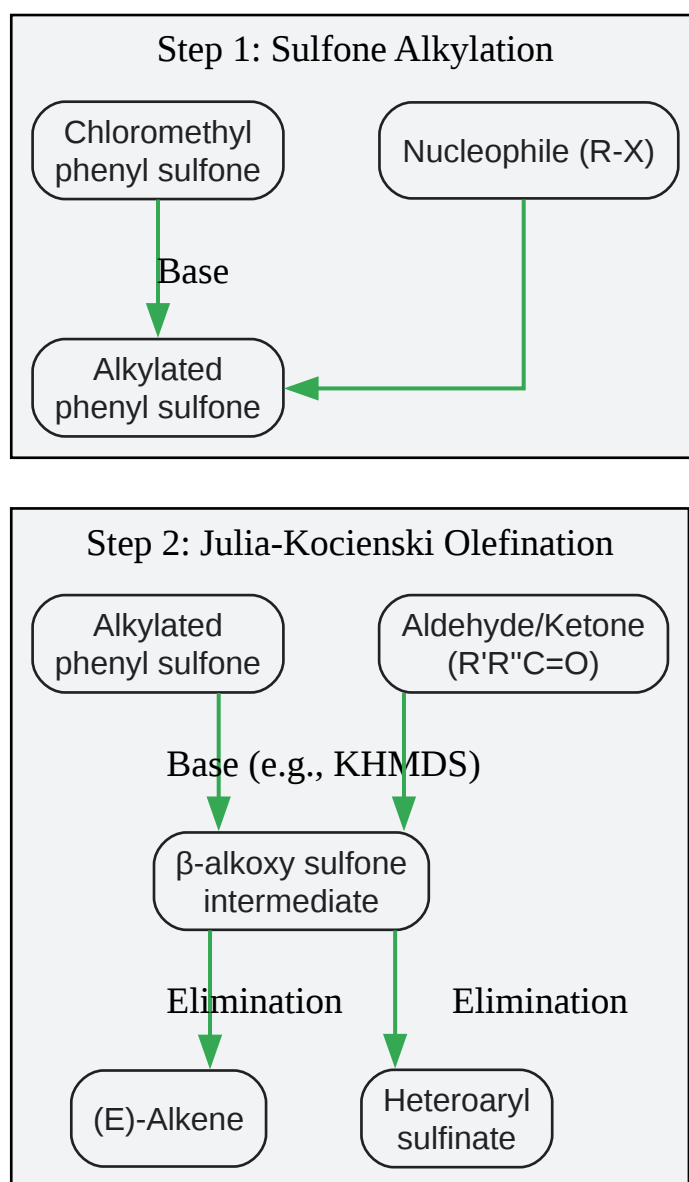 Step 1: Sulfone Alkylation
Chloromethyl
phenyl sulfone
Nucleophile (R-X)
Base
Alkylated
phenyl sulfone
Step 2: Julia-Kocienski Olefination
Alkylated
phenyl sulfone
Aldehyde/Ketone
(R'R"C=O)
Base (e.g., KHMDS)
β-alkoxy sulfone
intermediate
Elimination
Elimination
(E)-Alkene
Heteroaryl
sulfinate